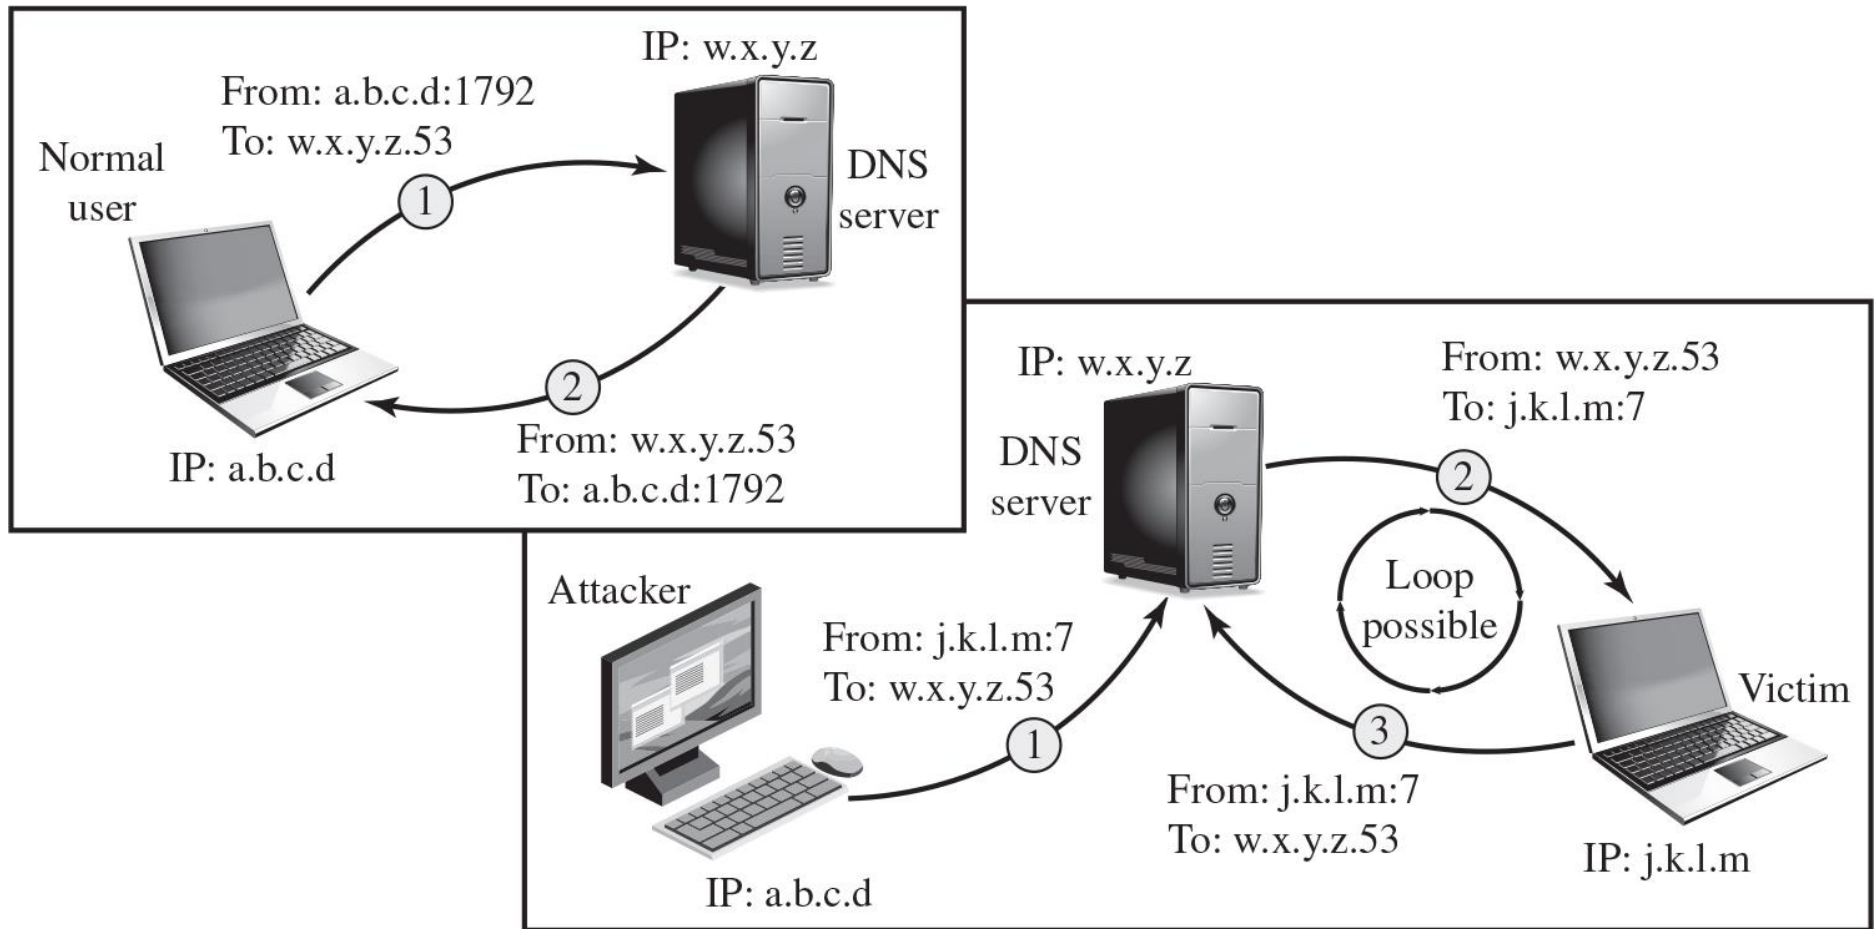 IP: w.x.y.z
From: a.b.c.d:1792
To: w.x.y.z.53
Normal
user
1
DNS
server
2
From: w.x.y.z.53
To: a.b.c.d:1792
IP: a.b.c.d
IP: w.x.y.z
From: w.x.y.z.53
To: j.k.l.m:7
DNS
server
2
Loop
possible
Attacker
From: j.k.l.m:7
To: w.x.y.z.53
1
Victim
3
From: j.k.l.m:7
To: w.x.y.z.53
IP: j.k.l.m
IP: a.b.c.d